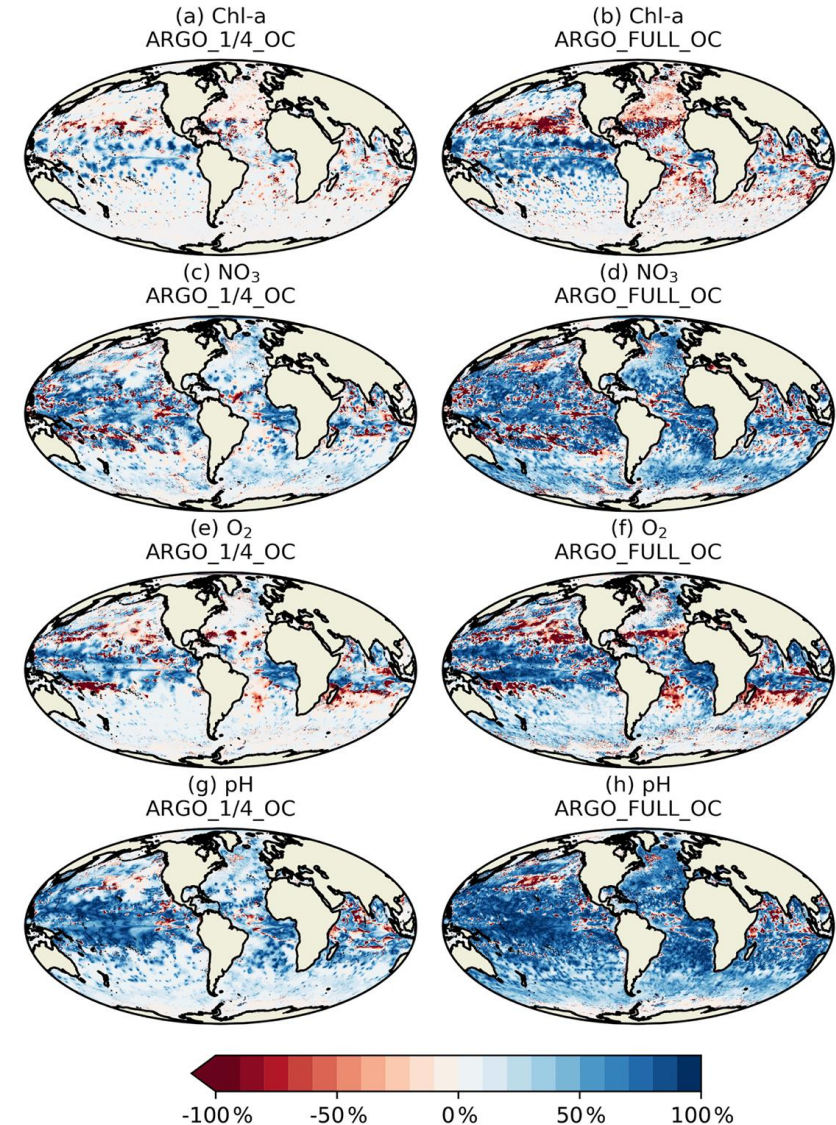 (a) Chl-a
ARGO_1/4_OC
(b) Chl-a
ARGO_FULL_OC
(c) NO₃
ARGO_1/4_OC
(d) NO₃
ARGO_FULL_OC
(e) O₂
ARGO_1/4_OC
(f) O₂
ARGO_FULL_OC
(g) pH
ARGO_1/4_OC
(h) pH
ARGO_FULL_OC
-100% -50% 0% 50% 100%